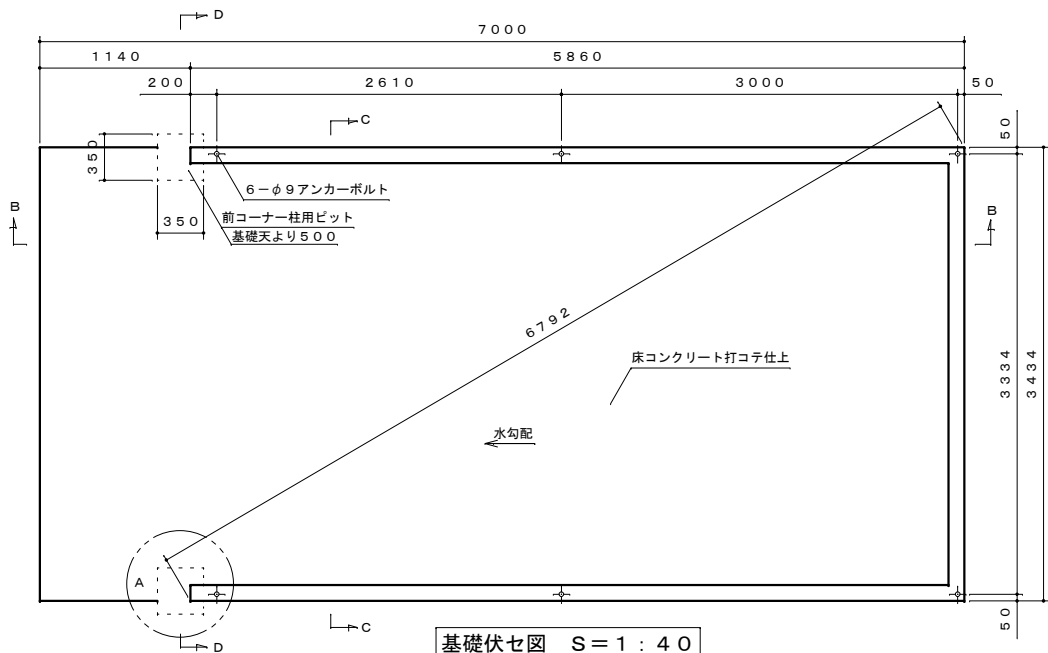 D
７０００
１１４０
５８６０
２００
２６１０
３０００
５０
C
５０
３５０
６－φ９アンカーボルト
B
３５０
前コーナー柱用ピット
基礎天より５００
B
６７９２
床コンクリート打コテ仕上
３３３４
３４３４
水勾配
A
５０
C
D
基礎伏セ図　Ｓ＝１：４０